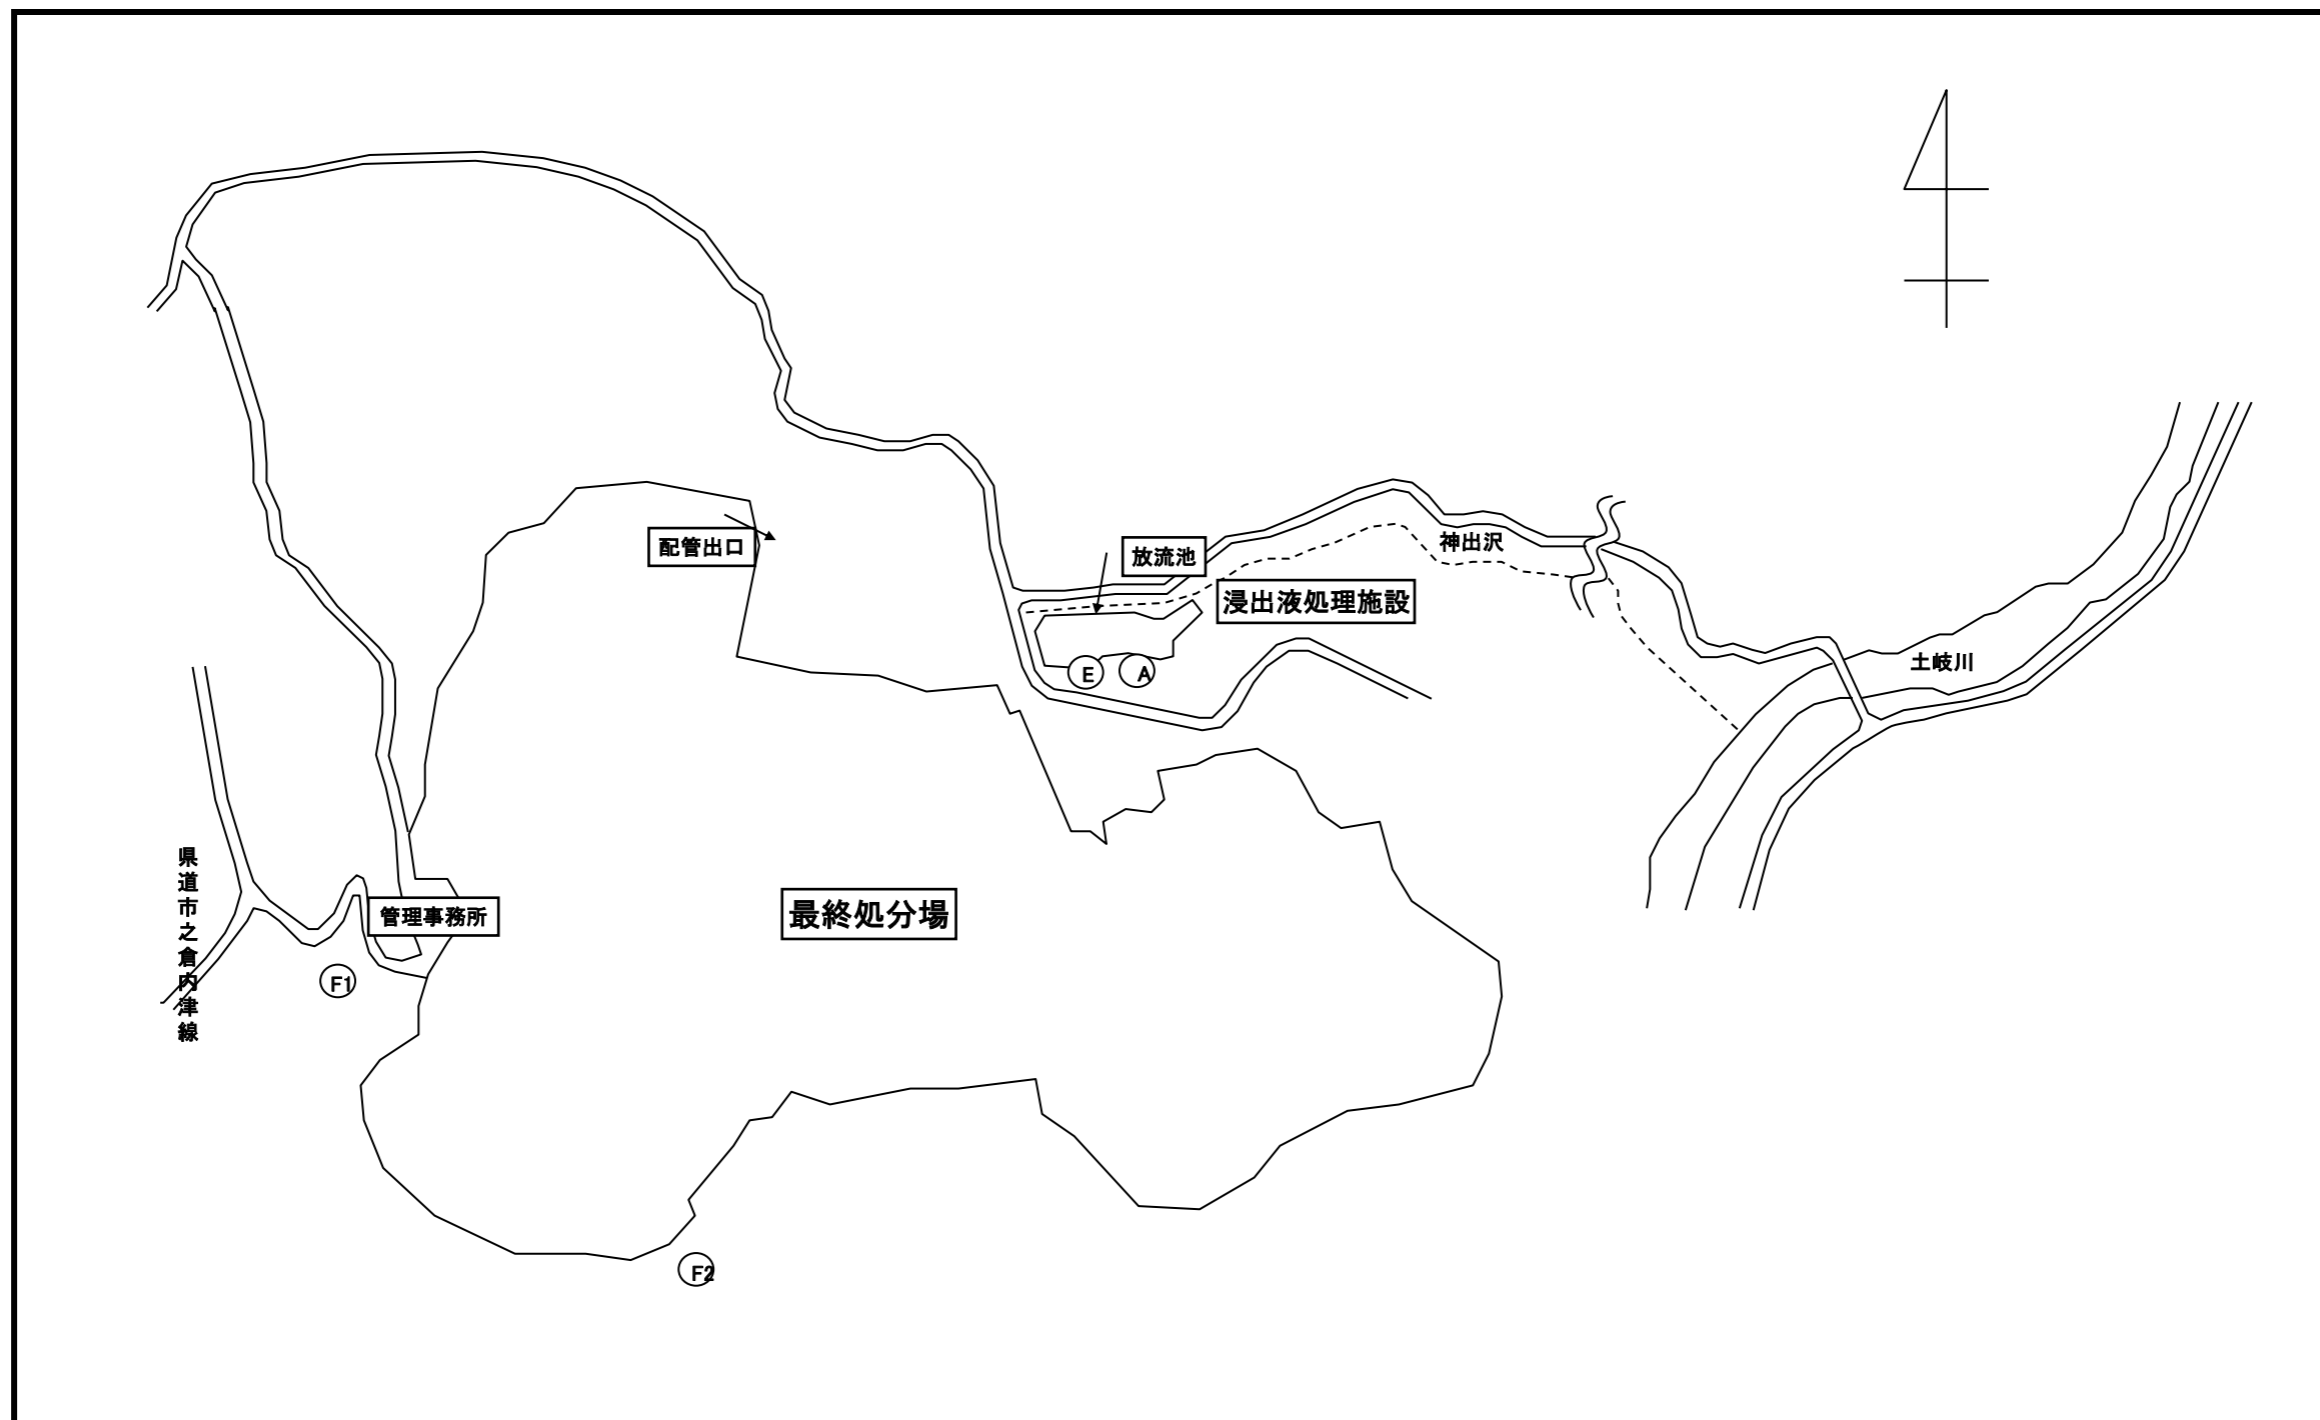 神出沢
配管出口
放流池
浸出液処理施設
土岐川
E
A
県道市之倉内津線
管理事務所
最終処分場
F1
F2